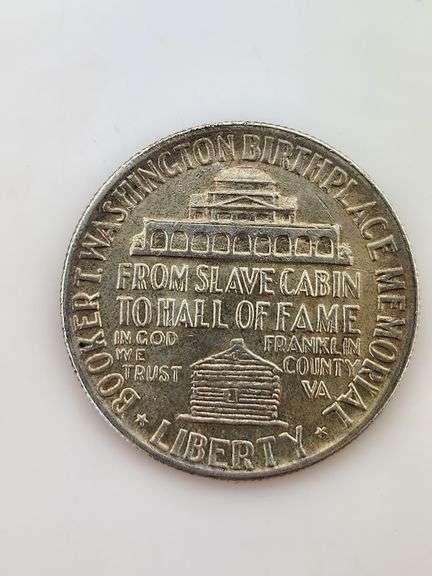 BOOKER T. WASHINGTON BIRTHPLACE MEMORIAL
FROM SLAVE CABIN
TO HALL OF FAME
IN GOD
WE
TRUST
FRANKLIN
COUNTY
VA
LIBERTY